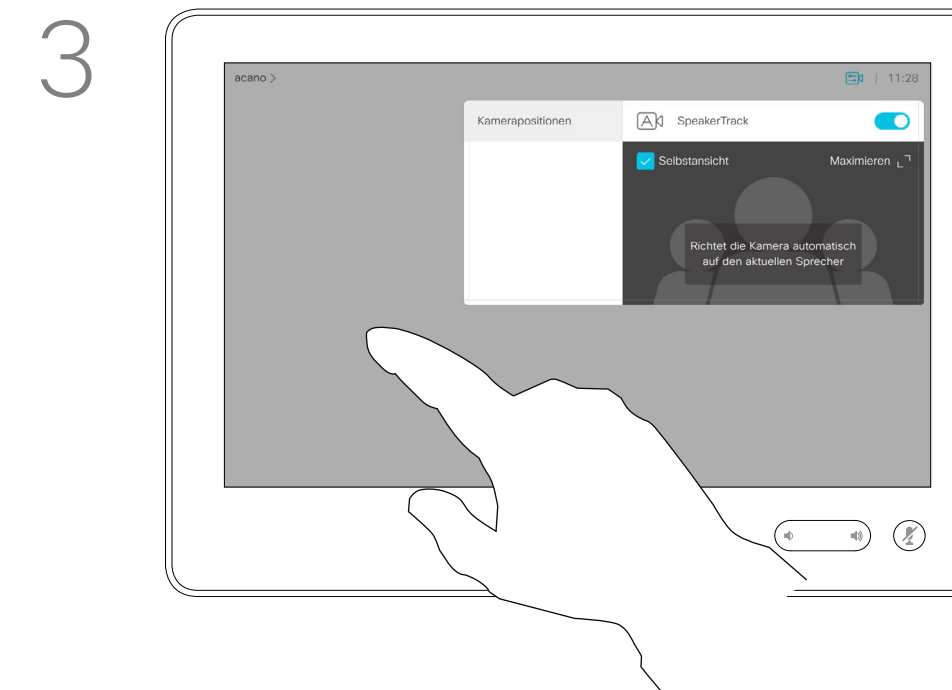 3
acano >
11:28
Kamerapositionen
SpeakerTrack
Selbstansicht
Maximieren
Richtet die Kamera automatisch
auf den aktuellen Sprecher